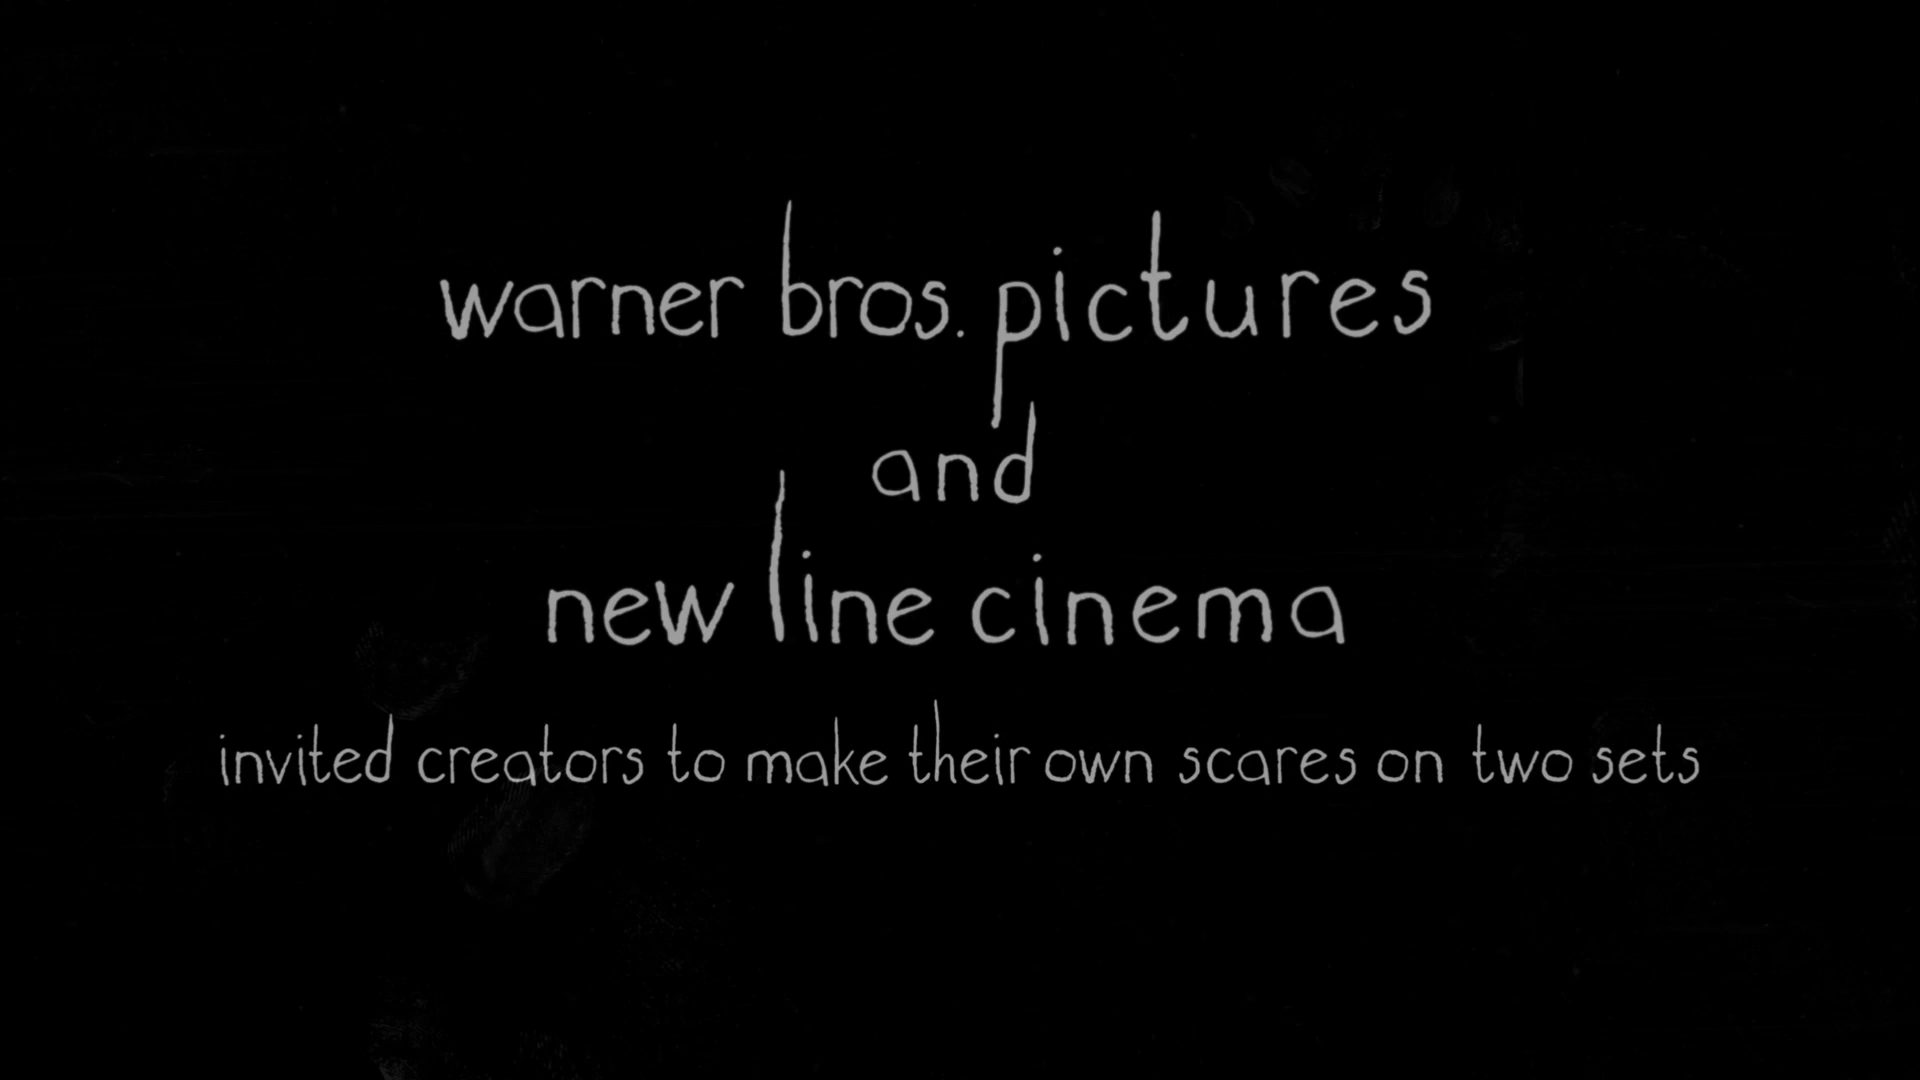 warner bros. pictures
and
new line cinema
invited creators to make their own scares on two sets